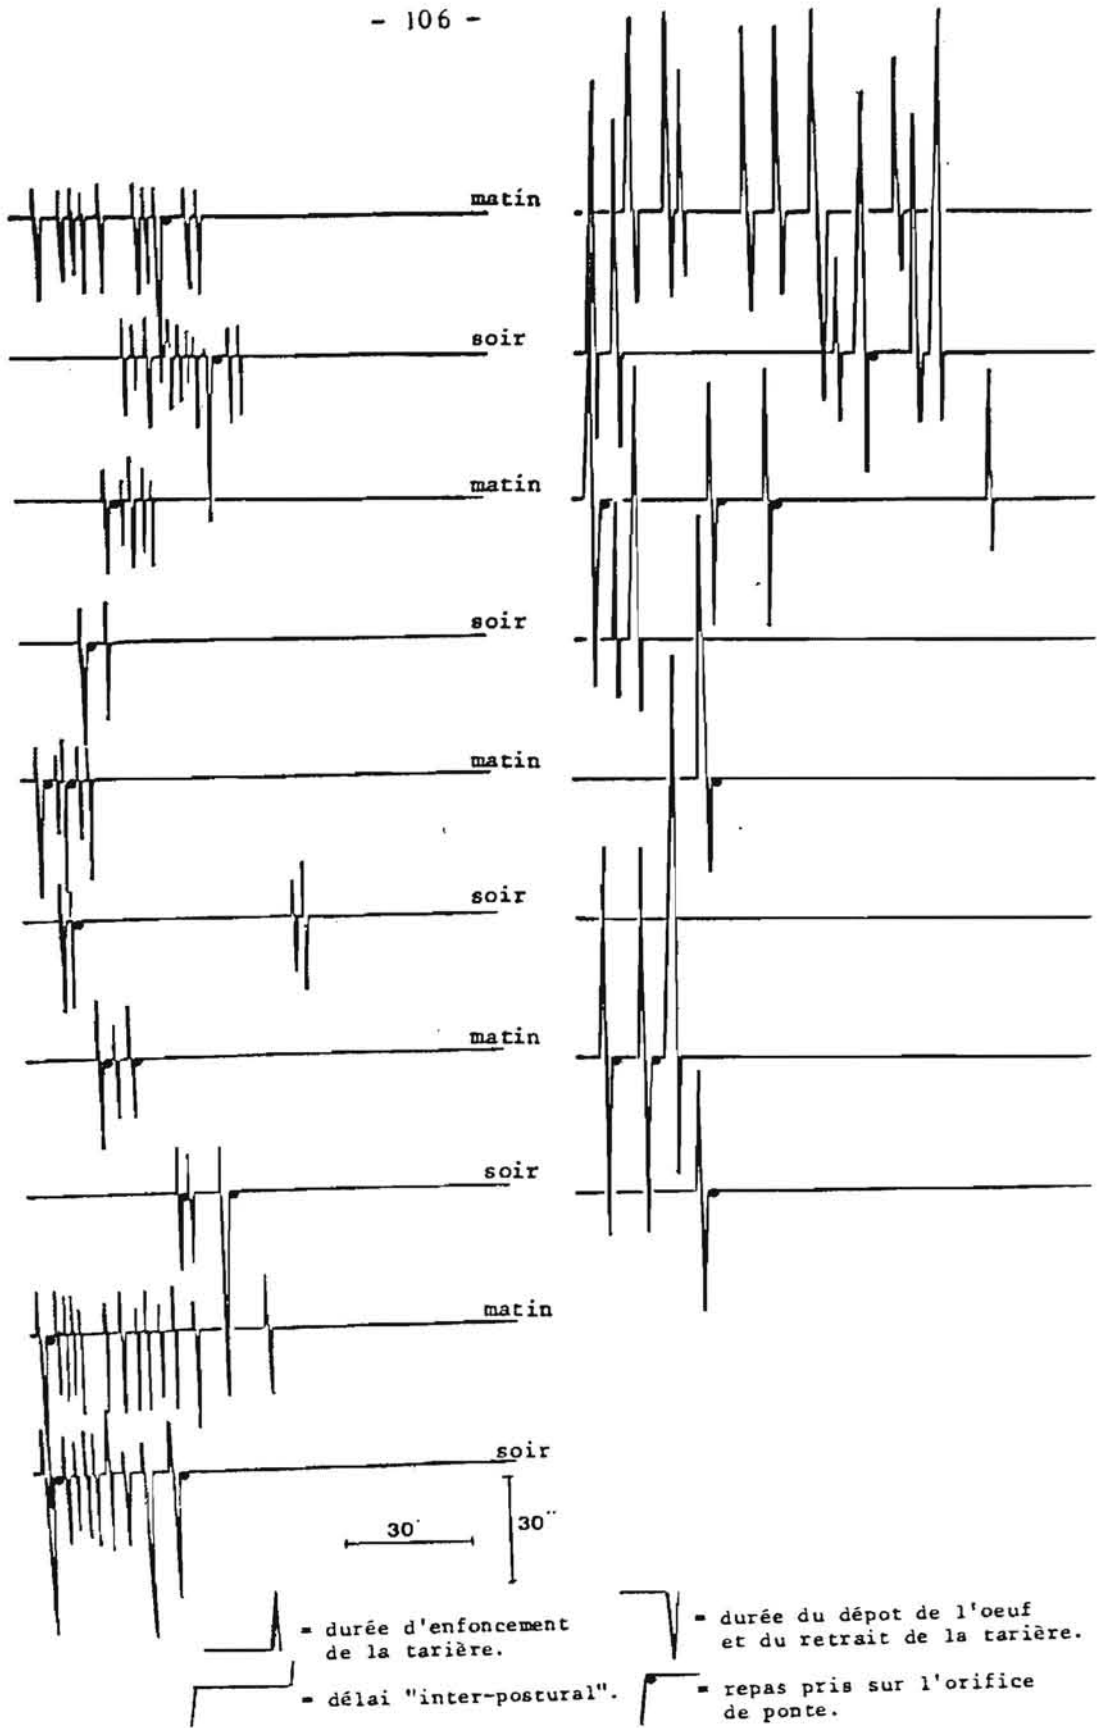 - 106 -
matin
soir
matin
soir
matin
soir
matin
soir
matin
soir
30'
30''
= durée d'enfoncement
de la tarière.
= durée du dépot de l'oeuf
et du retrait de la tarière.
= délai "inter-postural".
= repas pris sur l'orifice
de ponte.